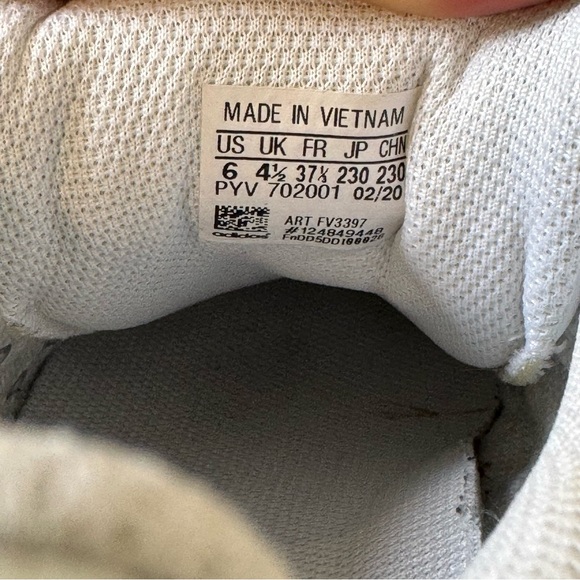 MADE IN VIETNAM
US UK FR JP CHN
6 4½ 37⅓ 230 230
PYV 702001 02/20
ART FV3397
#124849448
adidas